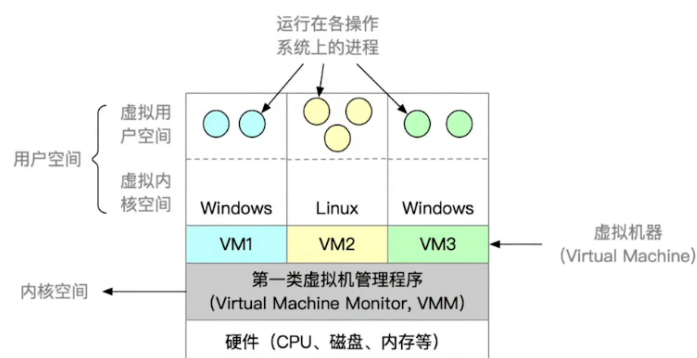 运行在各操作
系统上的进程
虚拟用
户空间
用户空间
虚拟内
核空间
Windows
Linux
Windows
VM1
VM2
VM3
虚拟机器
(Virtual Machine)
第一类虚拟机管理程序
(Virtual Machine Monitor, VMM)
内核空间
硬件（CPU、磁盘、内存等）